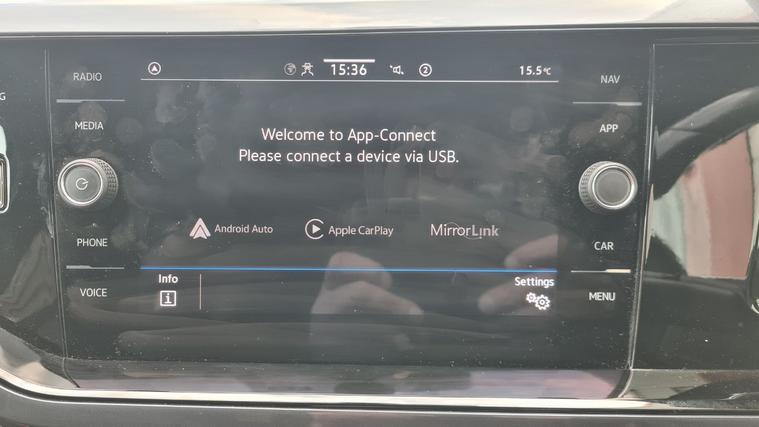 RADIO
MEDIA
PHONE
VOICE
G
15:36
2
15.5°C
Welcome to App-Connect
Please connect a device via USB.
Android Auto
Apple CarPlay
MirrorLink
Info
i
Settings
NAV
APP
CAR
MENU